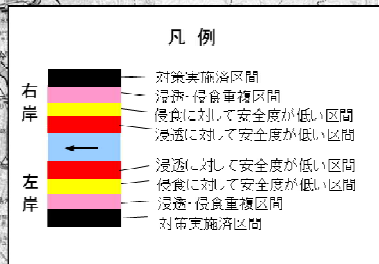 凡 例
右岸
対策実施済区間
浸透・侵食重複区間
侵食に対して安全度が低い区間
浸透に対して安全度が低い区間
左岸
浸透に対して安全度が低い区間
侵食に対して安全度が低い区間
浸透・侵食重複区間
対策実施済区間